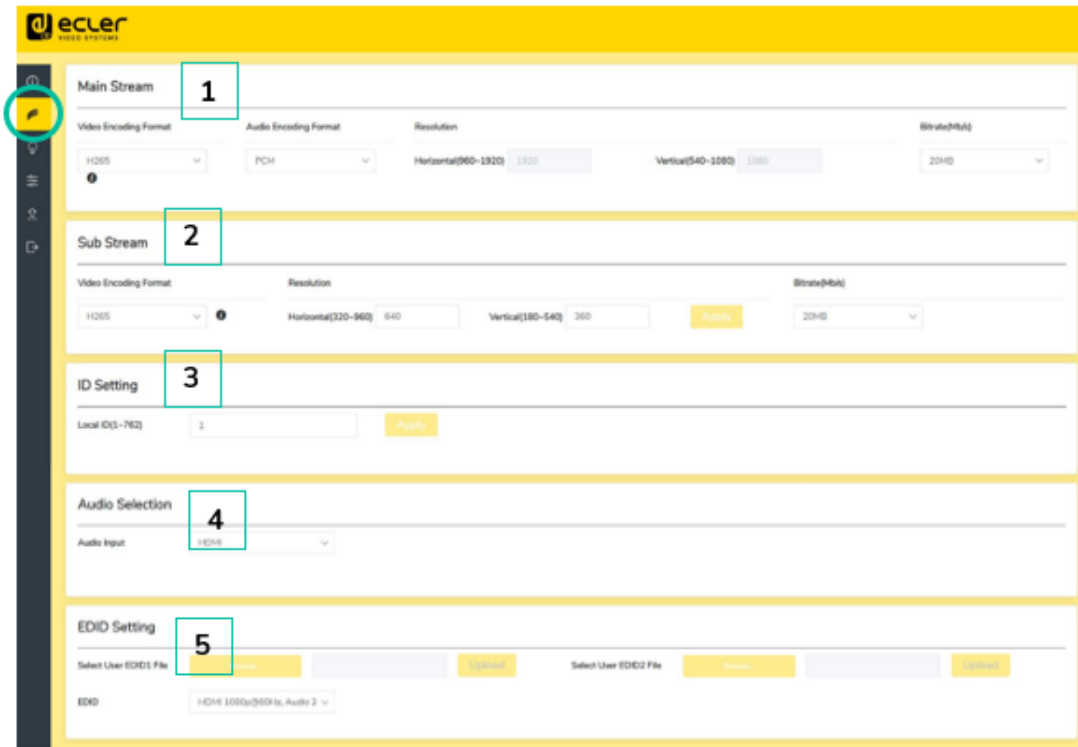 ecler
VIDEO SYSTEMS
Main Stream 1
Video Encoding Format Audio Encoding Format Resolution Bitrate(Mb/s)
H265 PCM Horizontal(960~1920) 1920 Vertical(540~1080) 1080 20MB
Sub Stream 2
Video Encoding Format Resolution Bitrate(Mb/s)
H265 Horizontal(320~960) 640 Vertical(180~540) 360 Apply 20MB
ID Setting 3
Local ID(1~762) 1 Apply
Audio Selection 4
Audio Input HDMI
EDID Setting 5
Select User EDID1 File Upload Select User EDID2 File Upload
EDID HDMI 1080p@60Hz, Audio 2